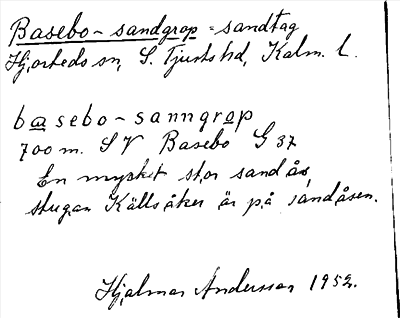 Basebo-sandgrop = sandtag
Hjorteds sn, S. Tjusts hd, Kalm. l.
basebo-sanngrop
700 m. SV Basebo G 37
En mycket stor sandås,
stugan Källsåker är på sandåsen.
Hjalmar Andersson 1952.